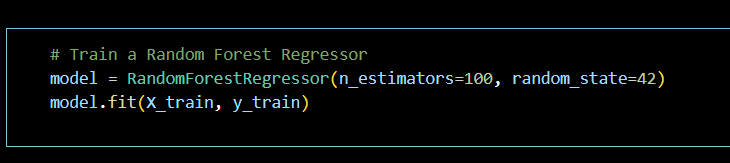 # Train a Random Forest Regressor
model = RandomForestRegressor(n_estimators=100, random_state=42)
model.fit(X_train, y_train)